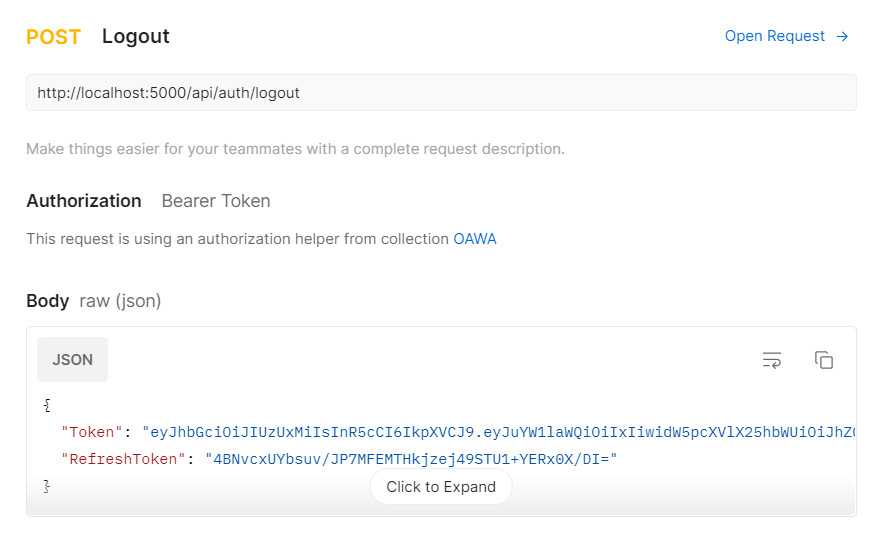 POST Logout
Open Request →
http://localhost:5000/api/auth/logout
Make things easier for your teammates with a complete request description.
Authorization Bearer Token
This request is using an authorization helper from collection OAWA
Body raw (json)
JSON
{
"Token": "eyJhbGciOiJIUzUxMiIsInR5cCI6IkpXVCJ9.eyJuYW1laWQiOiIxIiwidW5pcXVlX25hbWUiOiJhZG
"RefreshToken": "4BNvcxUYbsuv/JP7MFEMTHkjzej49STU1+YERx0X/DI="
}
Click to Expand